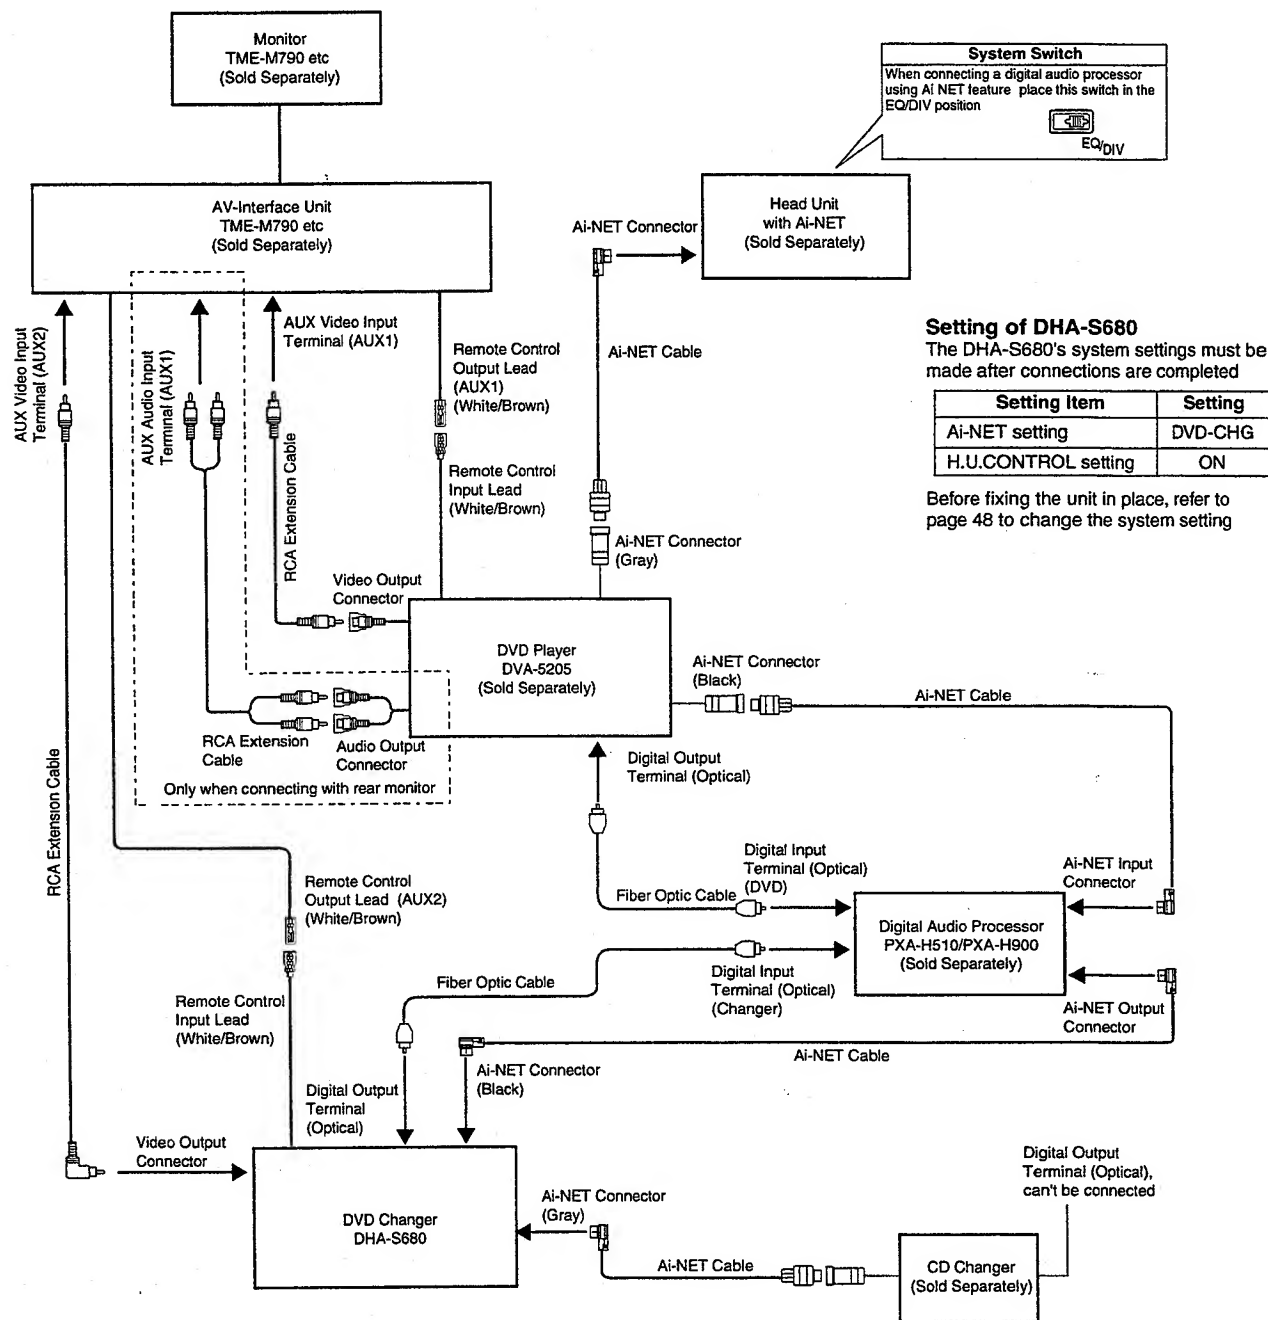 Monitor
TME-M790 etc
(Sold Separately)
System Switch
When connecting a digital audio processor
using Ai NET feature place this switch in the
EQ/DIV position
EQ/DIV
AV-Interface Unit
TME-M790 etc
(Sold Separately)
Head Unit
with Ai-NET
(Sold Separately)
Ai-NET Connector
AUX Video Input
Terminal (AUX2)
AUX Audio Input
Terminal (AUX1)
AUX Video Input
Terminal (AUX1)
Remote Control
Output Lead
(AUX1)
(White/Brown)
Ai-NET Cable
Setting of DHA-S680
The DHA-S680's system settings must be
made after connections are completed
Setting Item Setting
Ai-NET setting DVD-CHG
H.U.CONTROL setting ON
Before fixing the unit in place, refer to
page 48 to change the system setting
RCA Extension Cable
Remote Control
Input Lead
(White/Brown)
Ai-NET Connector
(Gray)
Video Output
Connector
DVD Player
DVA-5205
(Sold Separately)
Ai-NET Connector
(Black)
Ai-NET Cable
RCA Extension
Cable
Audio Output
Connector
Only when connecting with rear monitor
Digital Output
Terminal (Optical)
RCA Extension Cable
Digital Input
Terminal (Optical)
(DVD)
Fiber Optic Cable
Ai-NET Input
Connector
Remote Control
Output Lead (AUX2)
(White/Brown)
Digital Audio Processor
PXA-H510/PXA-H900
(Sold Separately)
Fiber Optic Cable
Digital Input
Terminal (Optical)
(Changer)
Ai-NET Output
Connector
Remote Control
Input Lead
(White/Brown)
Ai-NET Cable
Ai-NET Connector
(Black)
Digital Output
Terminal
(Optical)
Video Output
Connector
Digital Output
Terminal (Optical),
can't be connected
DVD Changer
DHA-S680
Ai-NET Connector
(Gray)
Ai-NET Cable
CD Changer
(Sold Separately)